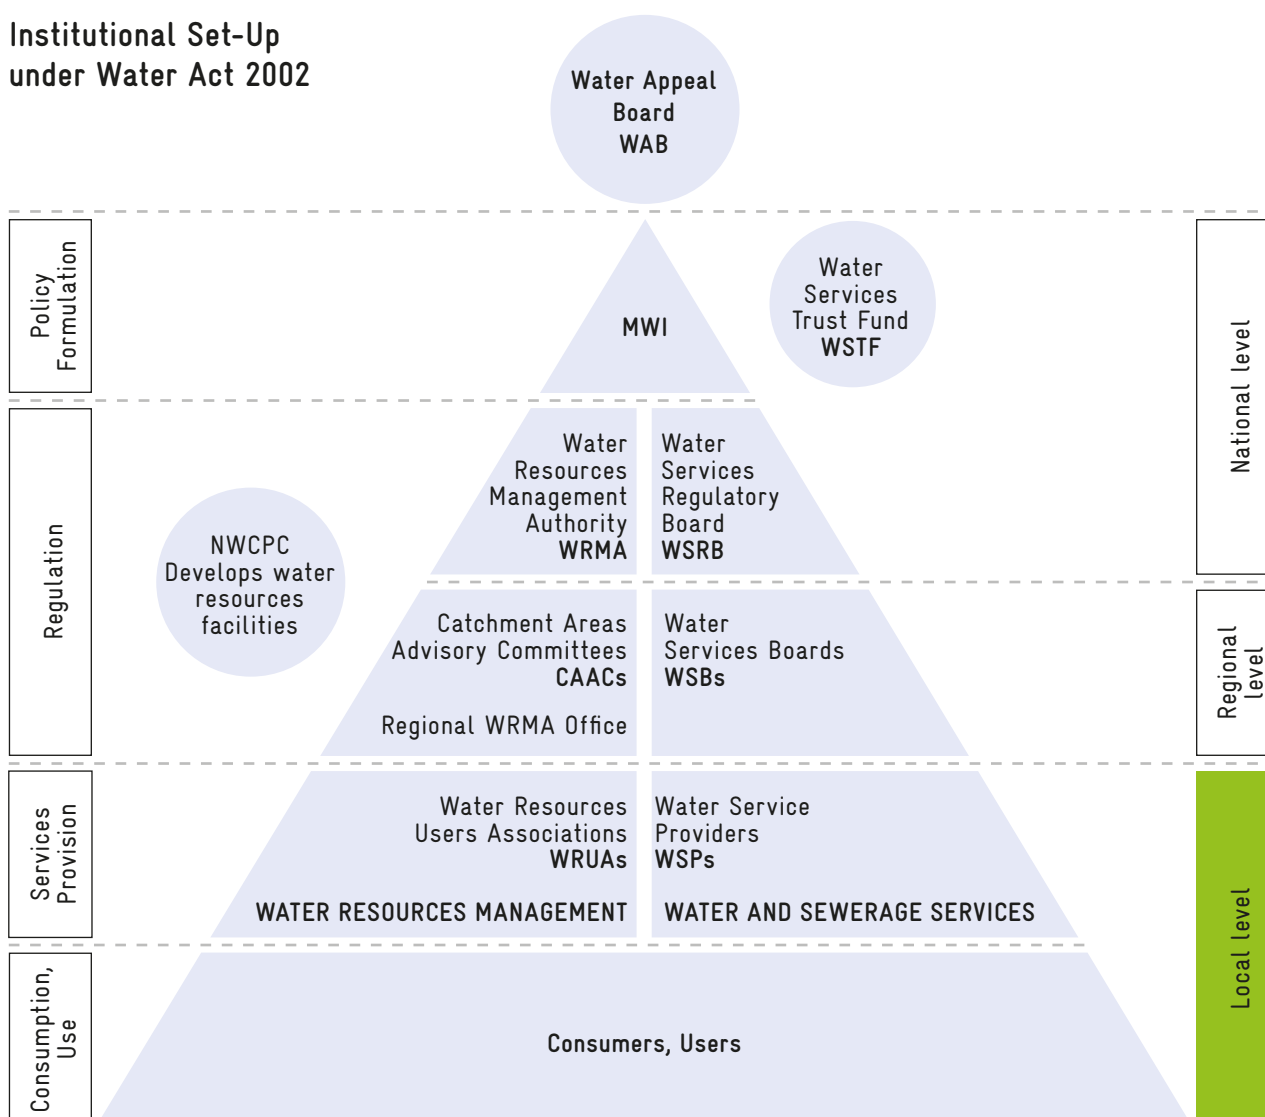 Institutional Set-Up
under Water Act 2002
Water Appeal
Board
WAB
Policy
Formulation
MWI
Water
Services
Trust Fund
WSTF
National level
Regulation
NWCPC
Develops water
resources
facilities
Water
Resources
Management
Authority
WRMA
Water
Services
Regulatory
Board
WSRB
Catchment Areas
Advisory Committees
CAACs
Regional WRMA Office
Water
Services Boards
WSBs
Regional
level
Services
Provision
Water Resources
Users Associations
WRUAs
WATER RESOURCES MANAGEMENT
Water Service
Providers
WSPs
WATER AND SEWERAGE SERVICES
Local level
Consumption,
Use
Consumers, Users